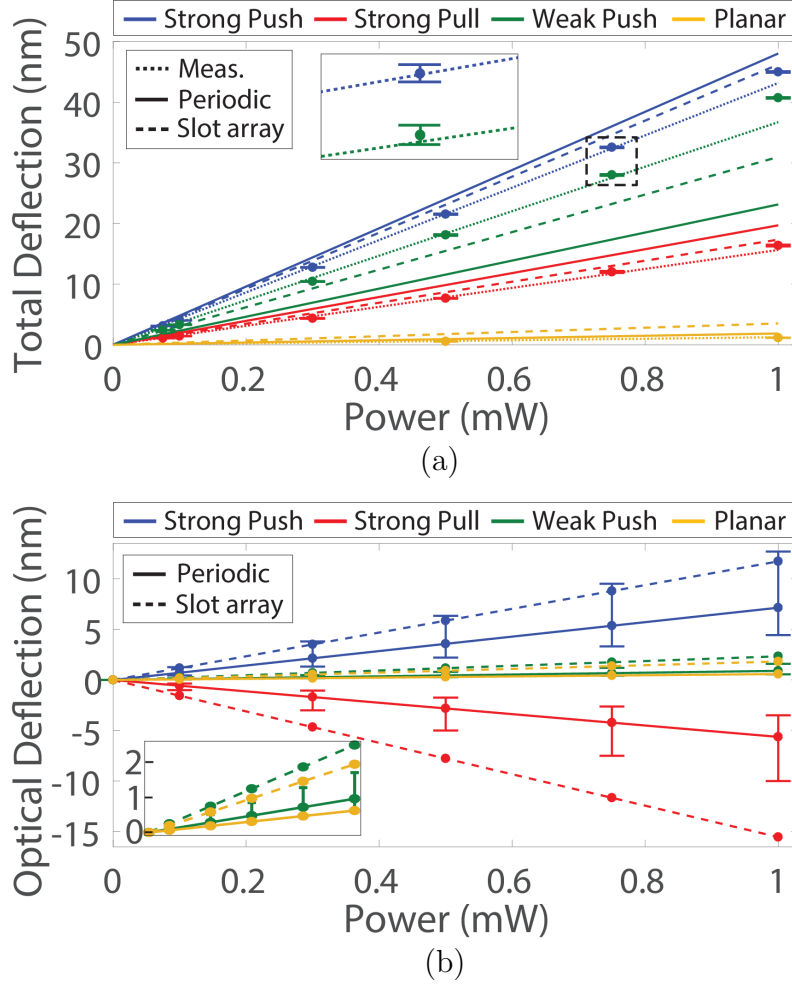 Strong Push Strong Pull Weak Push Planar
Total Deflection (nm)
50
40
30
20
10
0
Meas.
Periodic
Slot array
0 0.2 0.4 0.6 0.8 1
Power (mW)
(a)
Strong Push Strong Pull Weak Push Planar
Optical Deflection (nm)
10
5
0
-5
-10
-15
Periodic
Slot array
2
1
0
0 0.2 0.4 0.6 0.8 1
Power (mW)
(b)